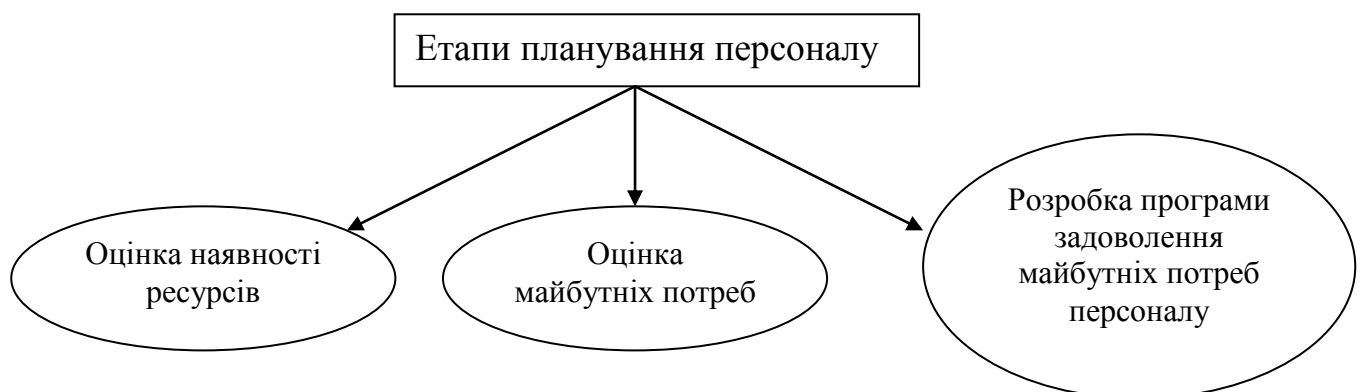 Етапи планування персоналу
Оцінка наявності
ресурсів
Оцінка
майбутніх потреб
Розробка програми
задоволення
майбутніх потреб
персоналу